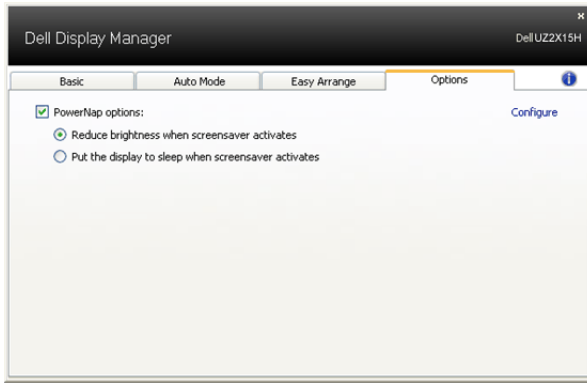 Dell Display Manager
Dell UZ2X15H
Basic
Auto Mode
Easy Arrange
Options
PowerNap options:
Configure
Reduce brightness when screensaver activates
Put the display to sleep when screensaver activates